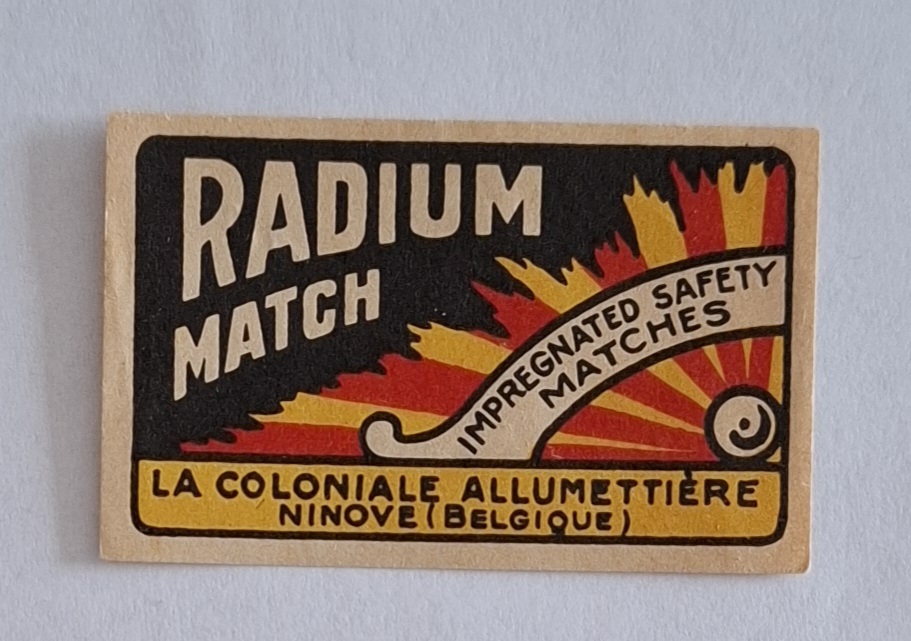 RADIUM
MATCH
IMPREGNATED SAFETY
MATCHES
LA COLONIALE ALLUMETTIÈRE
NINOVE (BELGIQUE)